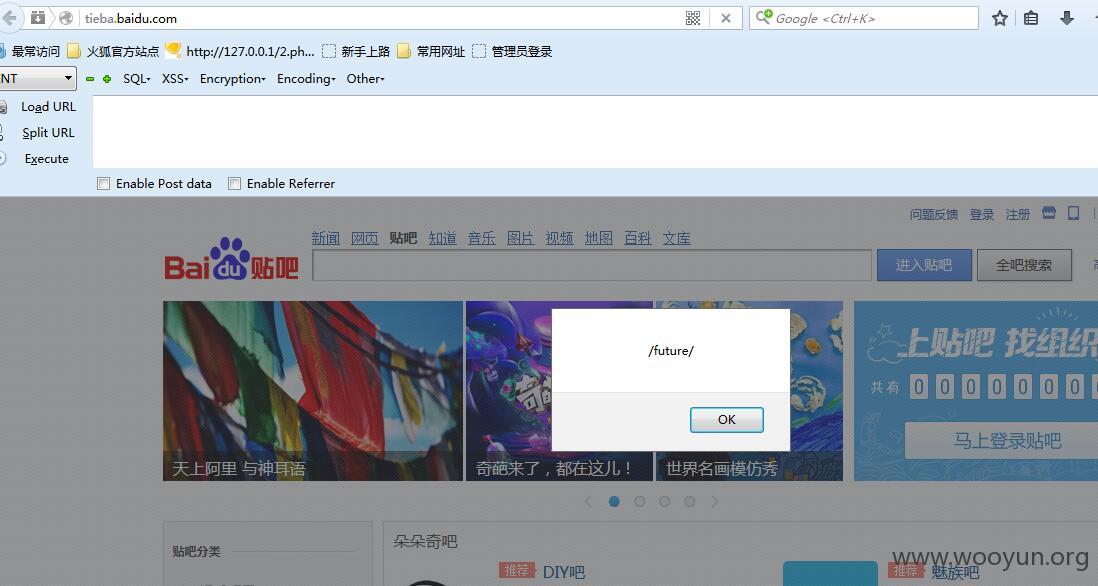 tieba.baidu.com
Google <Ctrl+K>
最常访问 火狐官方站点 http://127.0.0.1/2.ph... 新手上路 常用网址 管理员登录
NT SQL XSS Encryption Encoding Other
Load URL
Split URL
Execute
Enable Post data Enable Referrer
问题反馈 登录 注册
新闻 网页 贴吧 知道 音乐 图片 视频 地图 百科 文库
Baidu贴吧
进入贴吧 全吧搜索
上贴吧 找组织
共有 0 0 0 0 0 0 0
马上登录贴吧
/future/
OK
天上阿里 与神耳语
奇葩来了，都在这儿！
世界名画模仿秀
贴吧分类
朵朵奇吧
推荐 DIY吧
推荐 魅族吧
www.wooyun.org